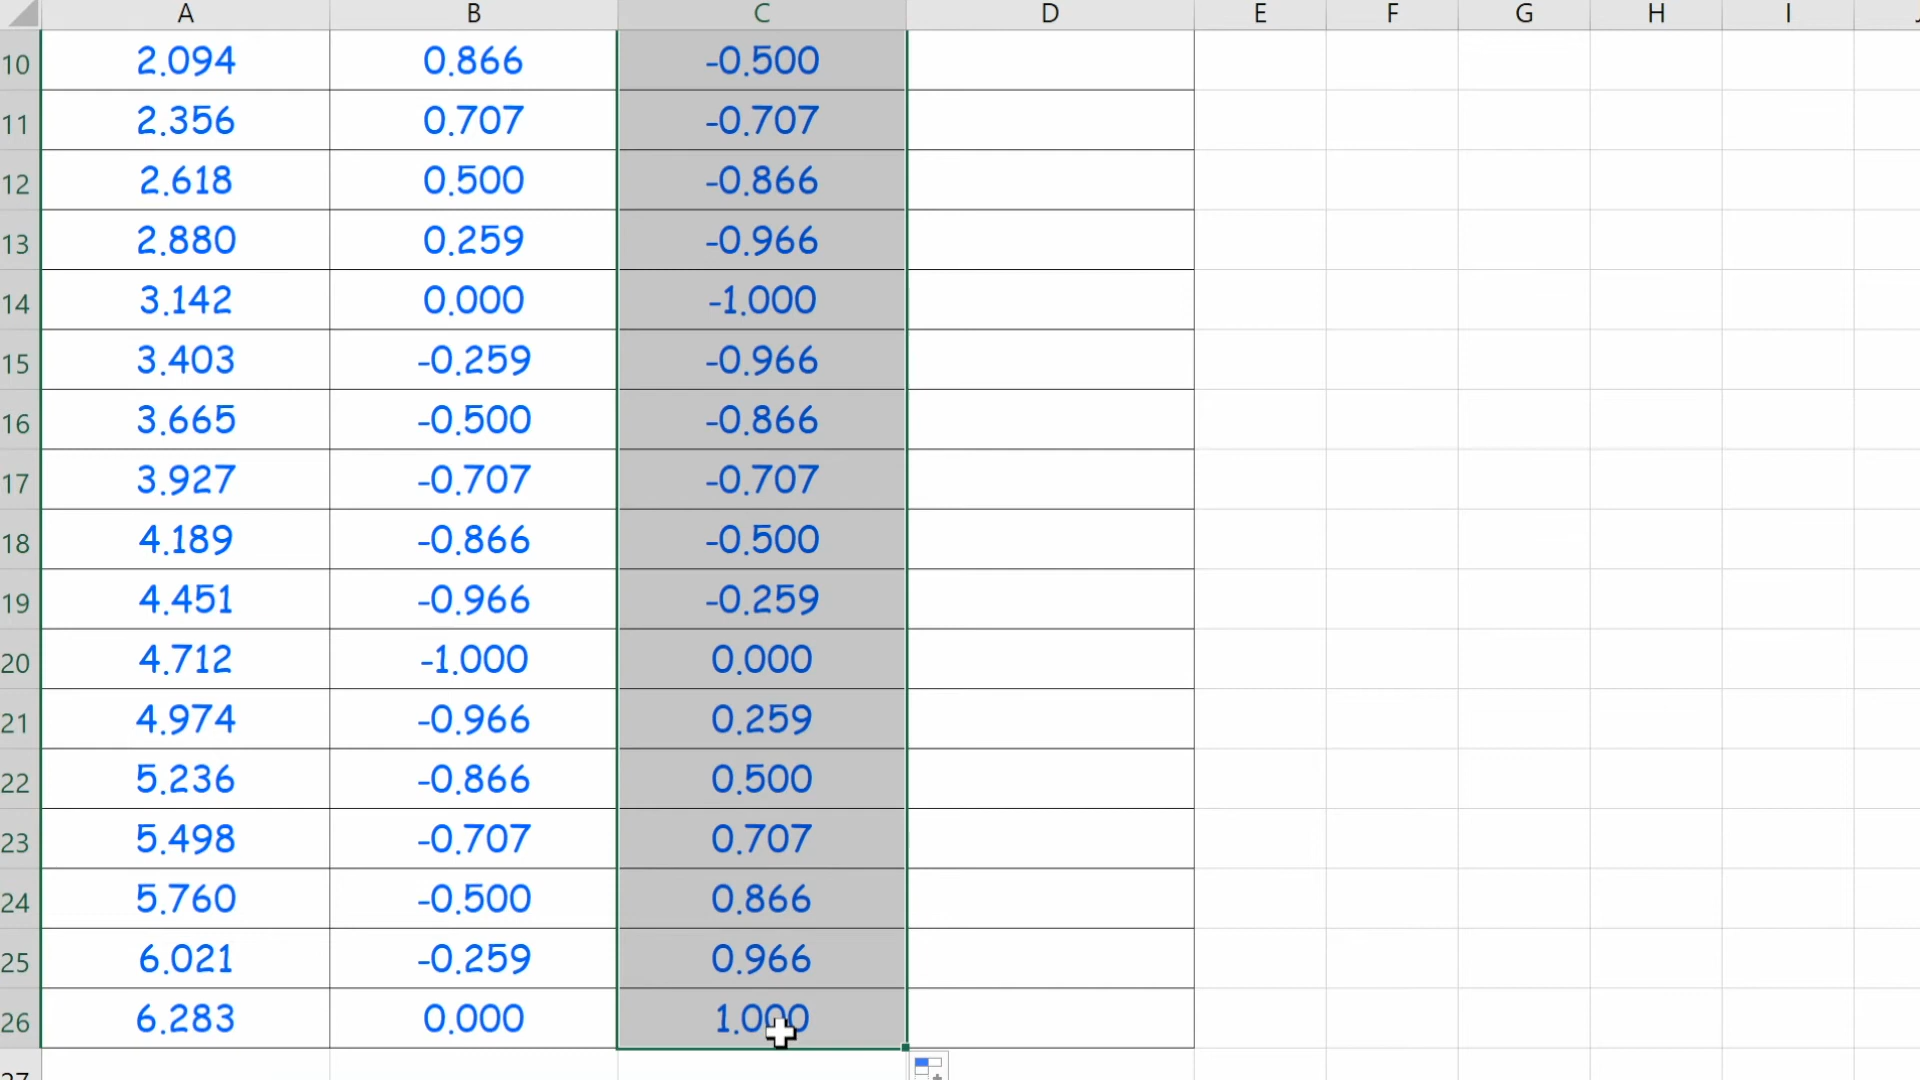 A B C D E F G H I
10 2.094 0.866 -0.500
11 2.356 0.707 -0.707
12 2.618 0.500 -0.866
13 2.880 0.259 -0.966
14 3.142 0.000 -1.000
15 3.403 -0.259 -0.966
16 3.665 -0.500 -0.866
17 3.927 -0.707 -0.707
18 4.189 -0.866 -0.500
19 4.451 -0.966 -0.259
20 4.712 -1.000 0.000
21 4.974 -0.966 0.259
22 5.236 -0.866 0.500
23 5.498 -0.707 0.707
24 5.760 -0.500 0.866
25 6.021 -0.259 0.966
26 6.283 0.000 1.000